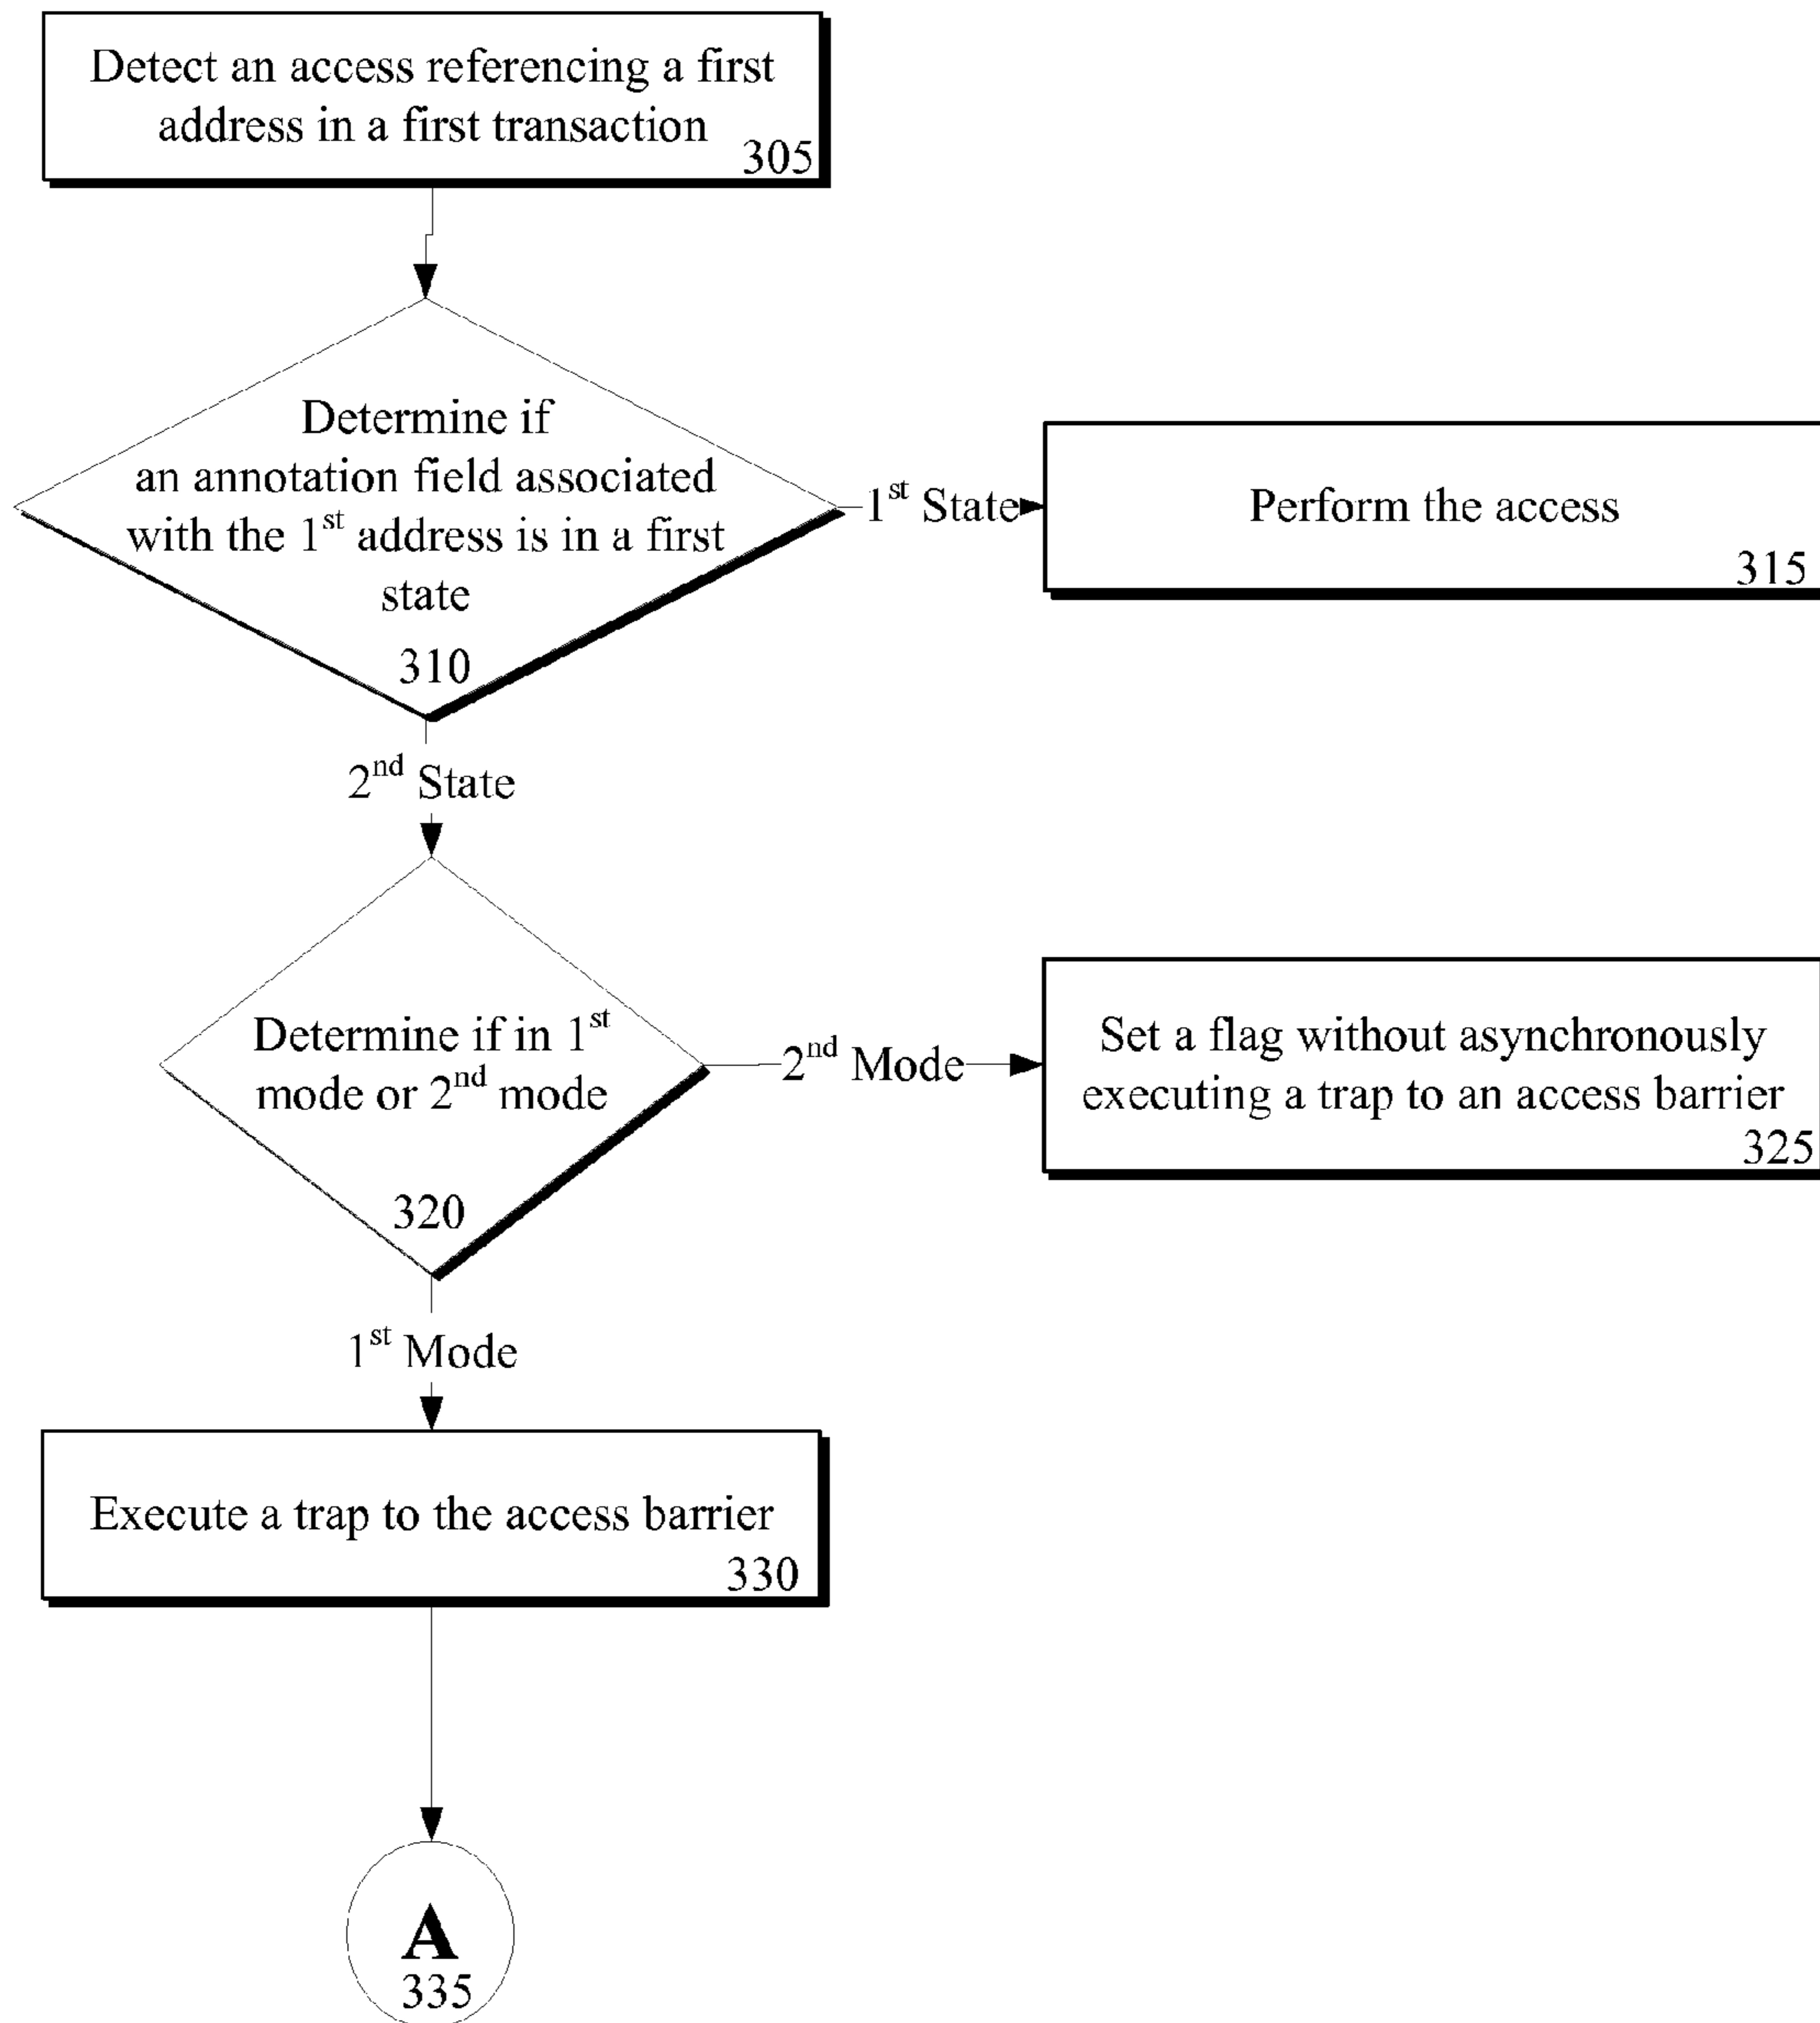 Detect an access referencing a first
address in a first transaction
305
Determine if
an annotation field associated
with the 1st address is in a first
state
310
1st State
Perform the access
315
2nd State
Determine if in 1st
mode or 2nd mode
320
2nd Mode
Set a flag without asynchronously
executing a trap to an access barrier
325
1st Mode
Execute a trap to the access barrier
330
A
335